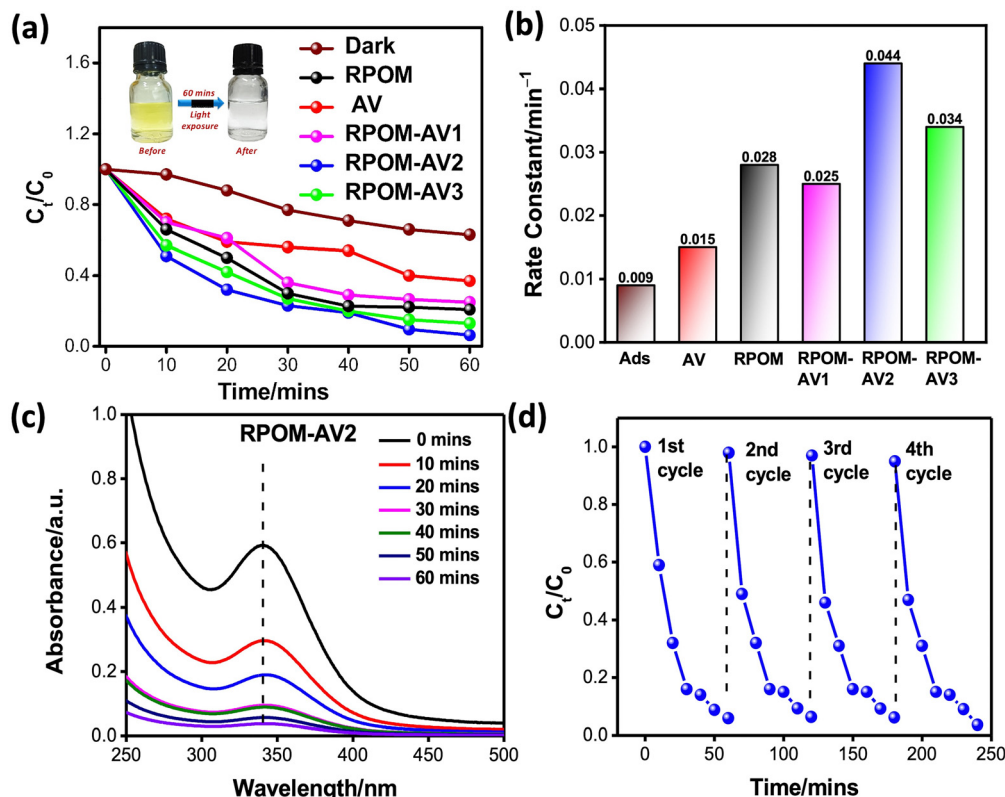 (a)
1.6
1.2
0.8
0.4
0.0
Cₜ/C₀
0
10
20
30
40
50
60
Time/mins
60 mins
Light
exposure
Before
After
Dark
RPOM
AV
RPOM-AV1
RPOM-AV2
RPOM-AV3
(b)
0.05
0.04
0.03
0.02
0.01
0.00
Rate Constant/min⁻¹
0.009
0.015
0.028
0.025
0.044
0.034
Ads
AV
RPOM
RPOM-
AV1
RPOM-
AV2
RPOM-
AV3
(c)
1.0
0.8
0.6
0.4
0.2
0.0
Absorbance/a.u.
250
300
350
400
450
500
Wavelength/nm
RPOM-AV2
0 mins
10 mins
20 mins
30 mins
40 mins
50 mins
60 mins
(d)
1.0
0.8
0.6
0.4
0.2
0.0
Cₜ/C₀
0
50
100
150
200
250
Time/mins
1st
cycle
2nd
cycle
3rd
cycle
4th
cycle